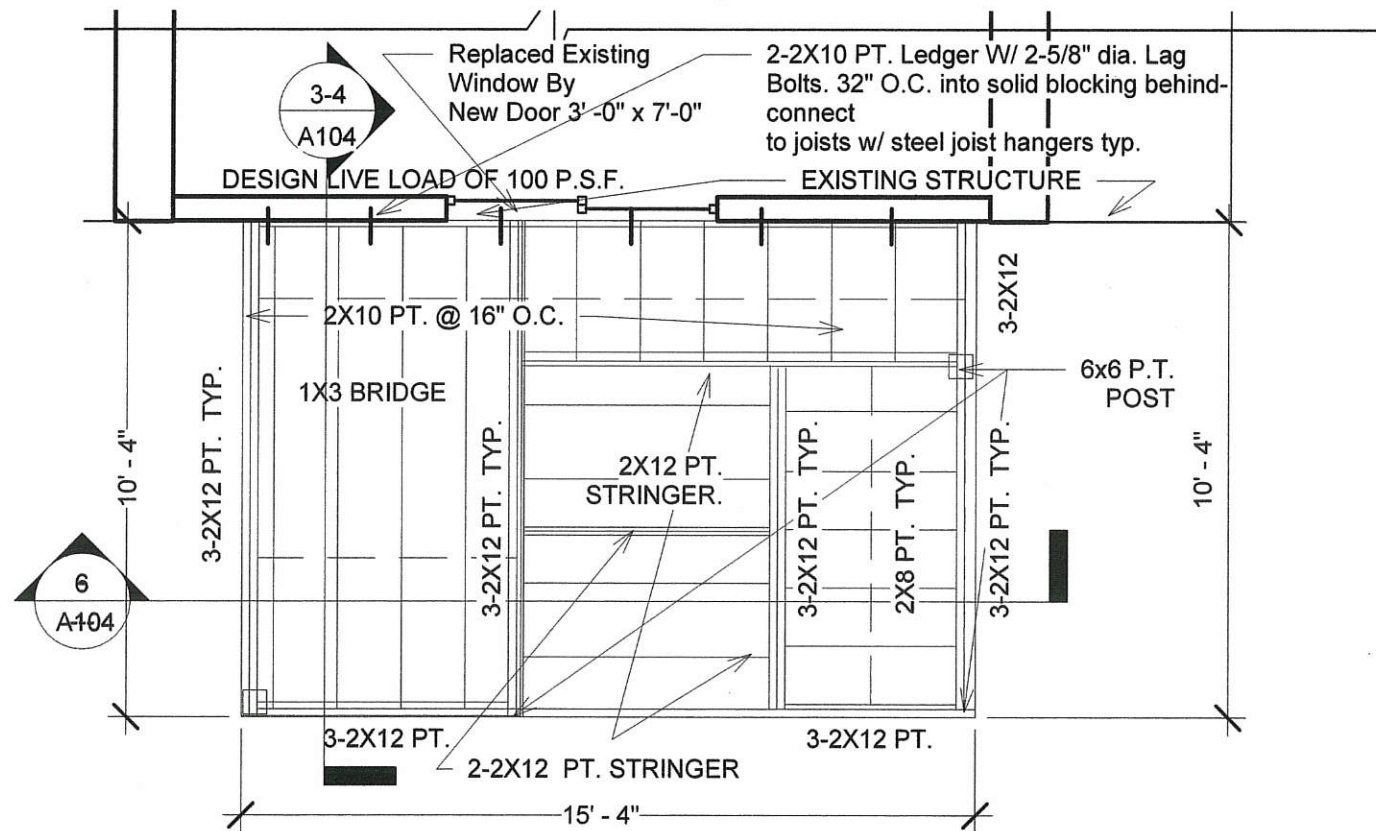 Replaced Existing
Window By
New Door 3' -0" x 7'-0"
2-2X10 PT. Ledger W/ 2-5/8" dia. Lag
Bolts. 32" O.C. into solid blocking behind-
connect
to joists w/ steel joist hangers typ.
3-4
A104
DESIGN LIVE LOAD OF 100 P.S.F.
EXISTING STRUCTURE
2X10 PT. @ 16" O.C.
3-2X12
1X3 BRIDGE
6x6 P.T.
POST
10' - 4"
3-2X12 PT. TYP.
3-2X12 PT. TYP.
2X12 PT.
STRINGER.
3-2X12 PT. TYP.
2X8 PT. TYP.
3-2X12 PT. TYP.
10' - 4"
6
A104
3-2X12 PT.
3-2X12 PT.
2-2X12 PT. STRINGER
15' - 4"